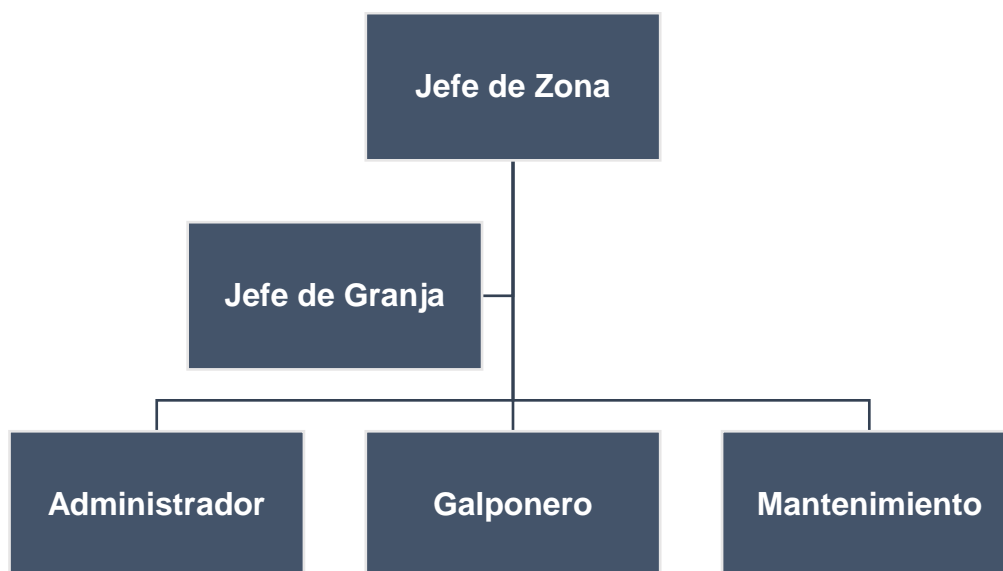 Jefe de Zona
Jefe de Granja
Administrador
Galponero
Mantenimiento